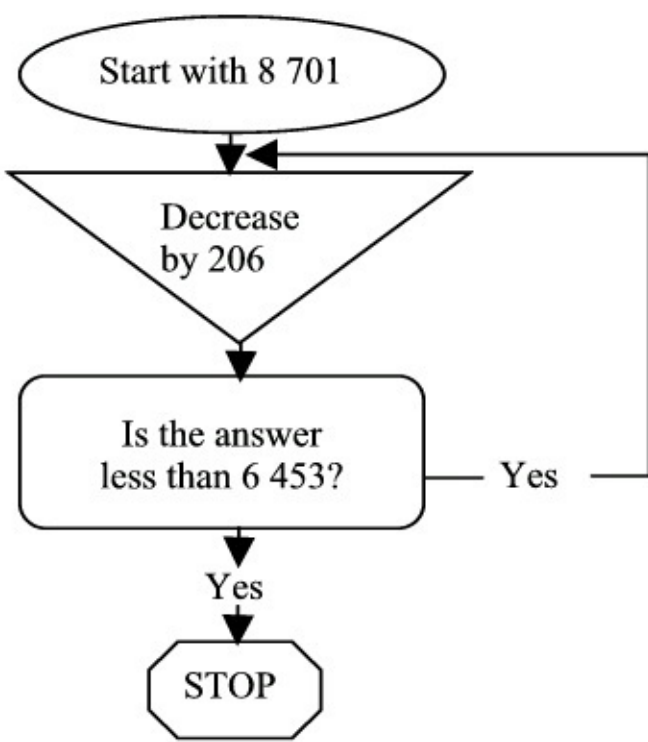 Start with 8 701
Decrease
by 206
Is the answer
less than 6 453?
Yes
Yes
STOP